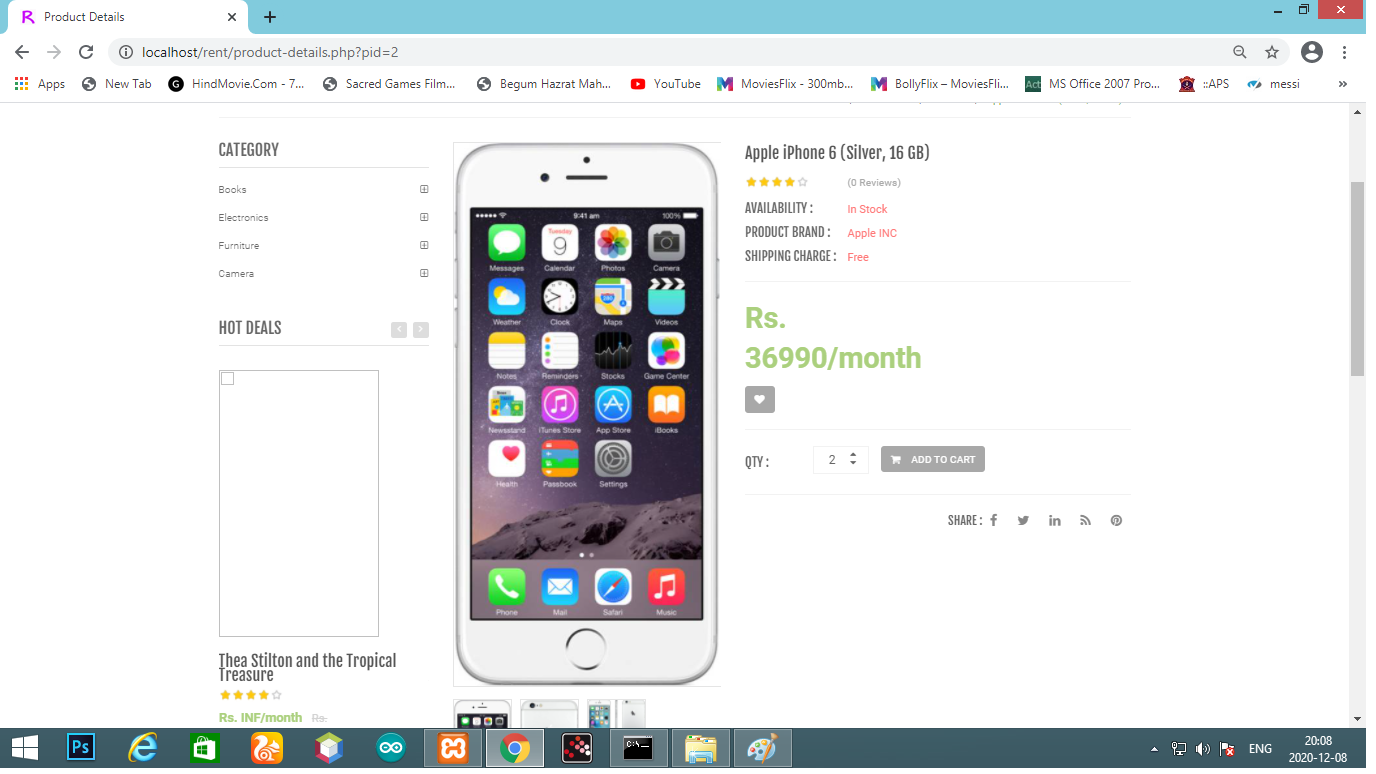 Product Details
localhost/rent/product-details.php?pid=2
Apps New Tab HindMovie.Com - 7... Sacred Games Film... Begum Hazrat Mah... YouTube MoviesFlix - 300mb... BollyFlix – MoviesFli... Act MS Office 2007 Pro... ::APS messi »
CATEGORY
Books
Electronics
Furniture
Camera
HOT DEALS
Thea Stilton and the Tropical
Treasure
Rs. INF/month Rs.
9:41 am 100%
Tuesday
9
Messages Calendar Photos Camera
280
Weather Clock Maps Videos
Notes Reminders Stocks Game Center
Newsstand iTunes Store App Store iBooks
Health Passbook Settings
Phone Mail Safari Music
Apple iPhone 6 (Silver, 16 GB)
(0 Reviews)
AVAILABILITY : In Stock
PRODUCT BRAND : Apple INC
SHIPPING CHARGE : Free
Rs.
36990/month
QTY : 2 ADD TO CART
SHARE :
Ps C:\_ ENG 20:08
2020-12-08